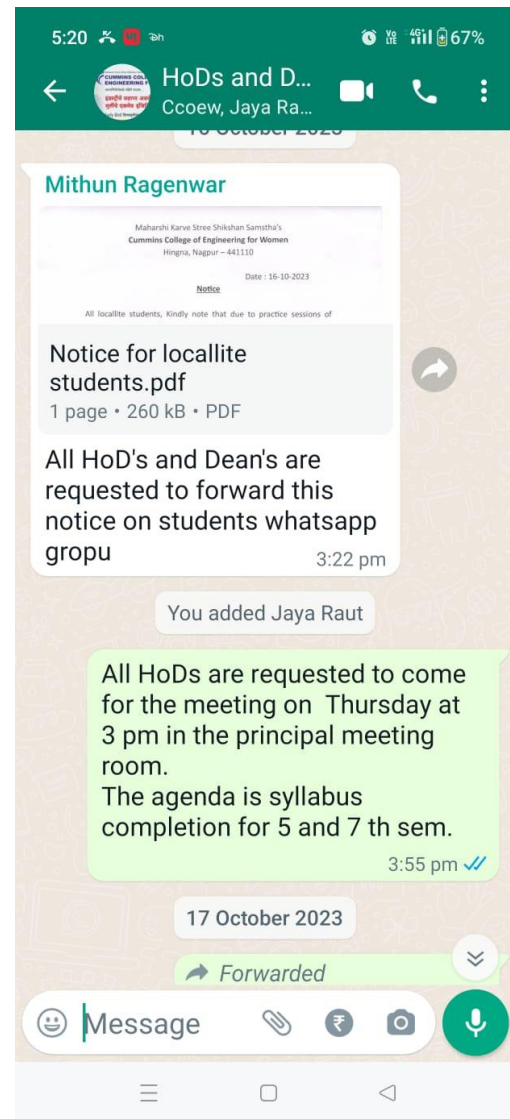 5:20
67%
HoDs and D...
Ccoew, Jaya Ra...
16 October 2023
Mithun Ragenwar
Maharshi Karve Stree Shikshan Samstha's
Cummins College of Engineering for Women
Hingna, Nagpur – 441110
Date : 16-10-2023
Notice
All locallite students, Kindly note that due to practice sessions of
Notice for locallite
students.pdf
1 page • 260 kB • PDF
All HoD's and Dean's are
requested to forward this
notice on students whatsapp
gropu
3:22 pm
You added Jaya Raut
All HoDs are requested to come
for the meeting on Thursday at
3 pm in the principal meeting
room.
The agenda is syllabus
completion for 5 and 7 th sem.
3:55 pm
17 October 2023
Forwarded
Message